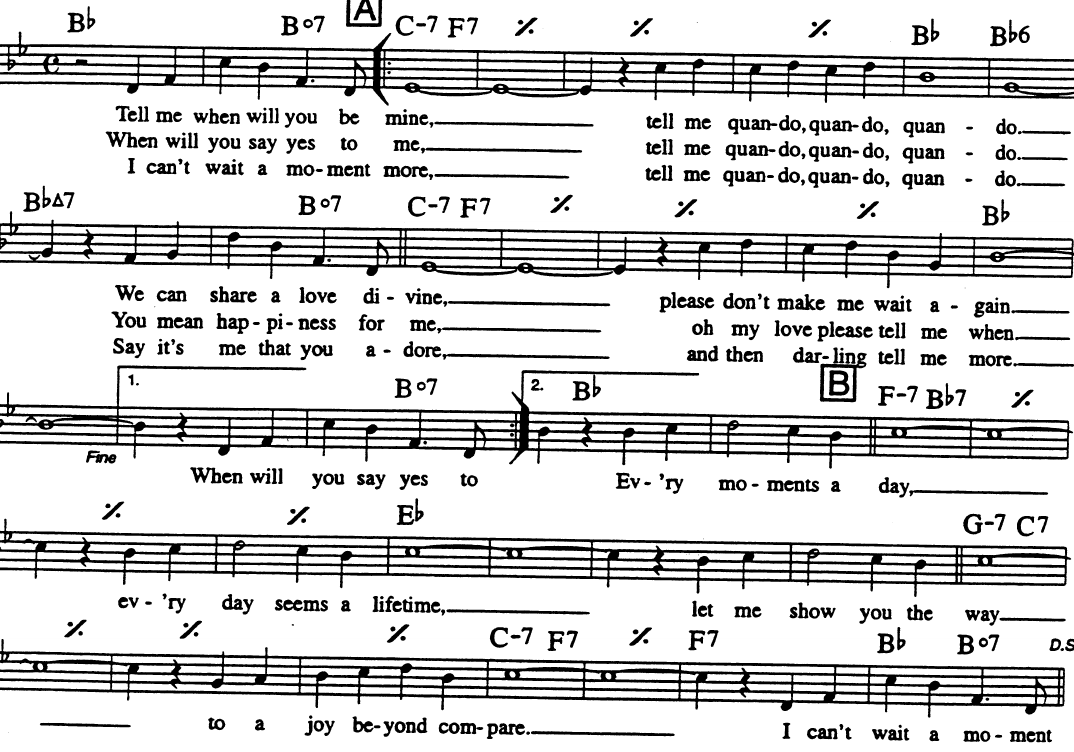 B♭ B°7 A C-7 F7 ٪ ٪ ٪ B♭ B♭6
Tell me when will you be mine, tell me quan-do, quan-do, quan - do.
When will you say yes to me, tell me quan-do, quan-do, quan - do.
I can't wait a mo-ment more, tell me quan-do, quan-do, quan - do.
B♭Δ7 B°7 C-7 F7 ٪ ٪ ٪ B♭
We can share a love di - vine, please don't make me wait a - gain.
You mean hap-pi-ness for me, oh my love please tell me when
Say it's me that you a - dore, and then dar-ling tell me more.
1. B°7 2. B♭ B F-7 B♭7 ٪
Fine
When will you say yes to Ev-'ry mo-ments a day,
٪ ٪ E♭ G-7 C7
ev-'ry day seems a lifetime, let me show you the way
٪ ٪ ٪ C-7 F7 ٪ F7 B♭ B°7 D.S
to a joy be-yond com-pare. I can't wait a mo-ment